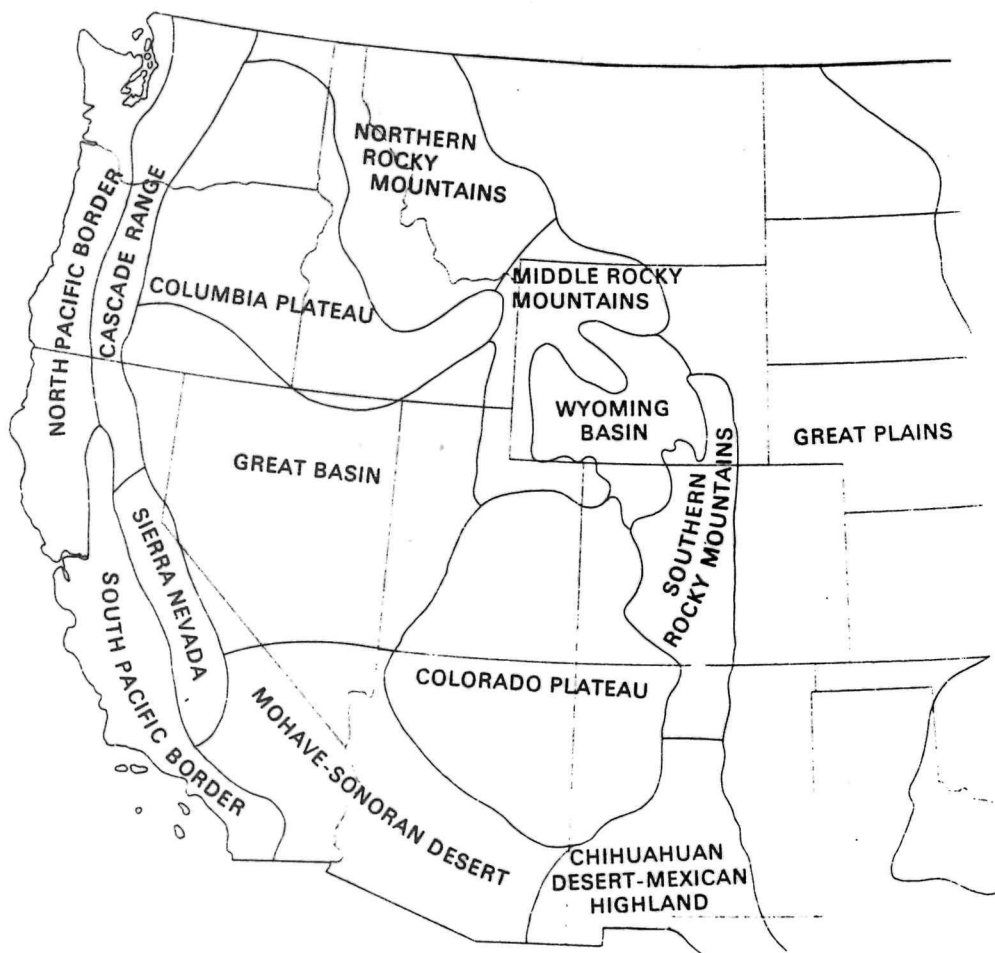 NORTHERN
ROCKY
MOUNTAINS
NORTH PACIFIC BORDER
CASCADE RANGE
COLUMBIA PLATEAU
MIDDLE ROCKY
MOUNTAINS
WYOMING
BASIN
GREAT PLAINS
GREAT BASIN
SOUTHERN
ROCKY MOUNTAINS
SIERRA NEVADA
SOUTH PACIFIC BORDER
COLORADO PLATEAU
MOHAVE-SONORAN DESERT
CHIHUAHUAN
DESERT-MEXICAN
HIGHLAND